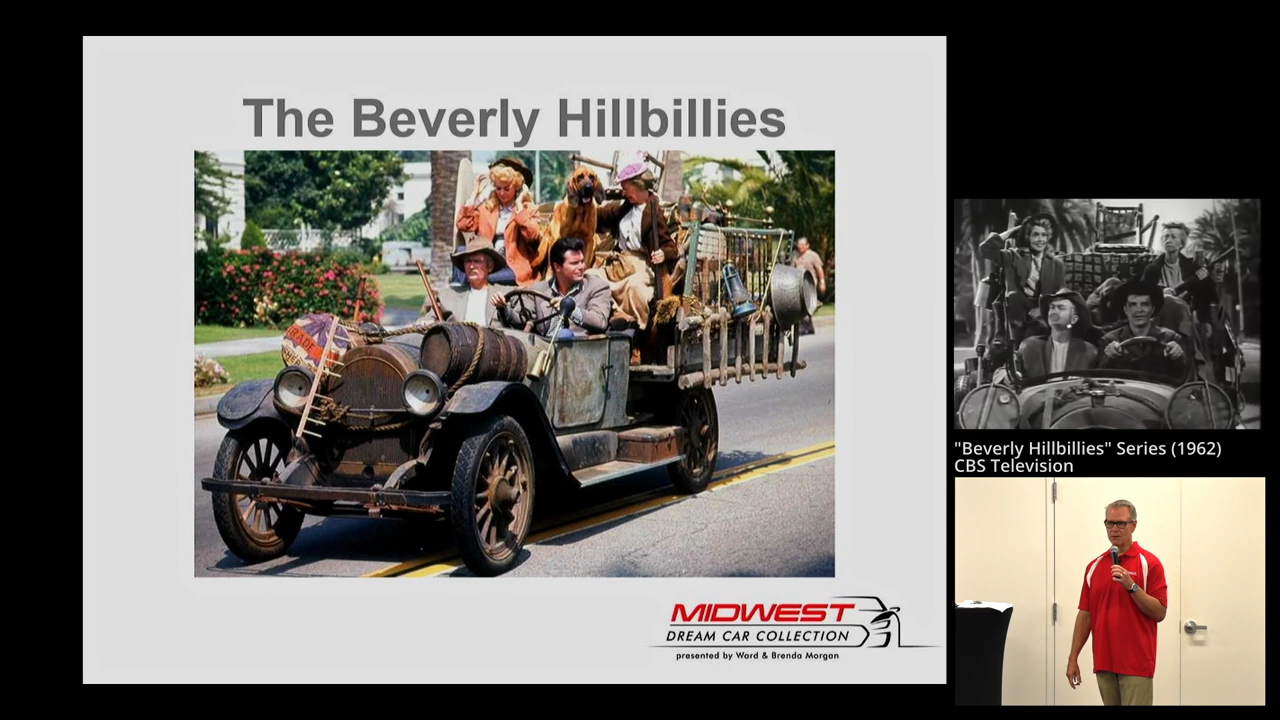 The Beverly Hillbillies
MIDWEST
DREAM CAR COLLECTION
presented by Ward & Brenda Morgan
"Beverly Hillbillies" Series (1962)
CBS Television